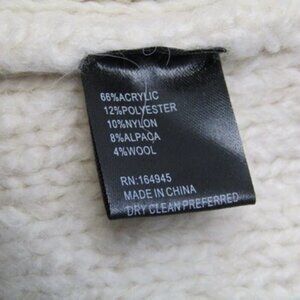 66%ACRYLIC
12%POLYESTER
10%NYLON
8%ALPACA
4%WOOL
RN:164945
MADE IN CHINA
DRY CLEAN PREFERRED